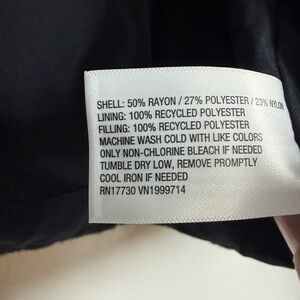 SHELL: 50% RAYON / 27% POLYESTER / 23% NYLON
LINING: 100% RECYCLED POLYESTER
FILLING: 100% RECYCLED POLYESTER
MACHINE WASH COLD WITH LIKE COLORS
ONLY NON-CHLORINE BLEACH IF NEEDED
TUMBLE DRY LOW, REMOVE PROMPTLY
COOL IRON IF NEEDED
RN17730 VN1999714